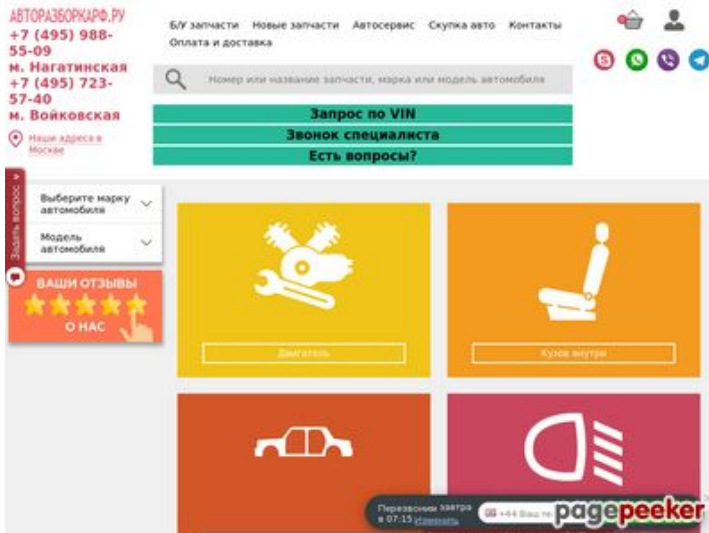 АВТОРАЗБОРКАРФ.РУ
+7 (495) 988-
55-09
м. Нагатинская
+7 (495) 723-
57-40
м. Войковская
Наши адреса в
Москве
Б/У запчасти Новые запчасти Автосервис Скупка авто Контакты
Оплата и доставка
Номер или название запчасти, марка или модель автомобиля
Запрос по VIN
Звонок специалиста
Есть вопросы?
Задать вопрос
Выберите марку
автомобиля
Модель
автомобиля
ВАШИ ОТЗЫВЫ
О НАС
Двигатель
Кузов внутри
Перезвоним завтра
в 07:15 Изменить
+44 Ваш
pagepeeker